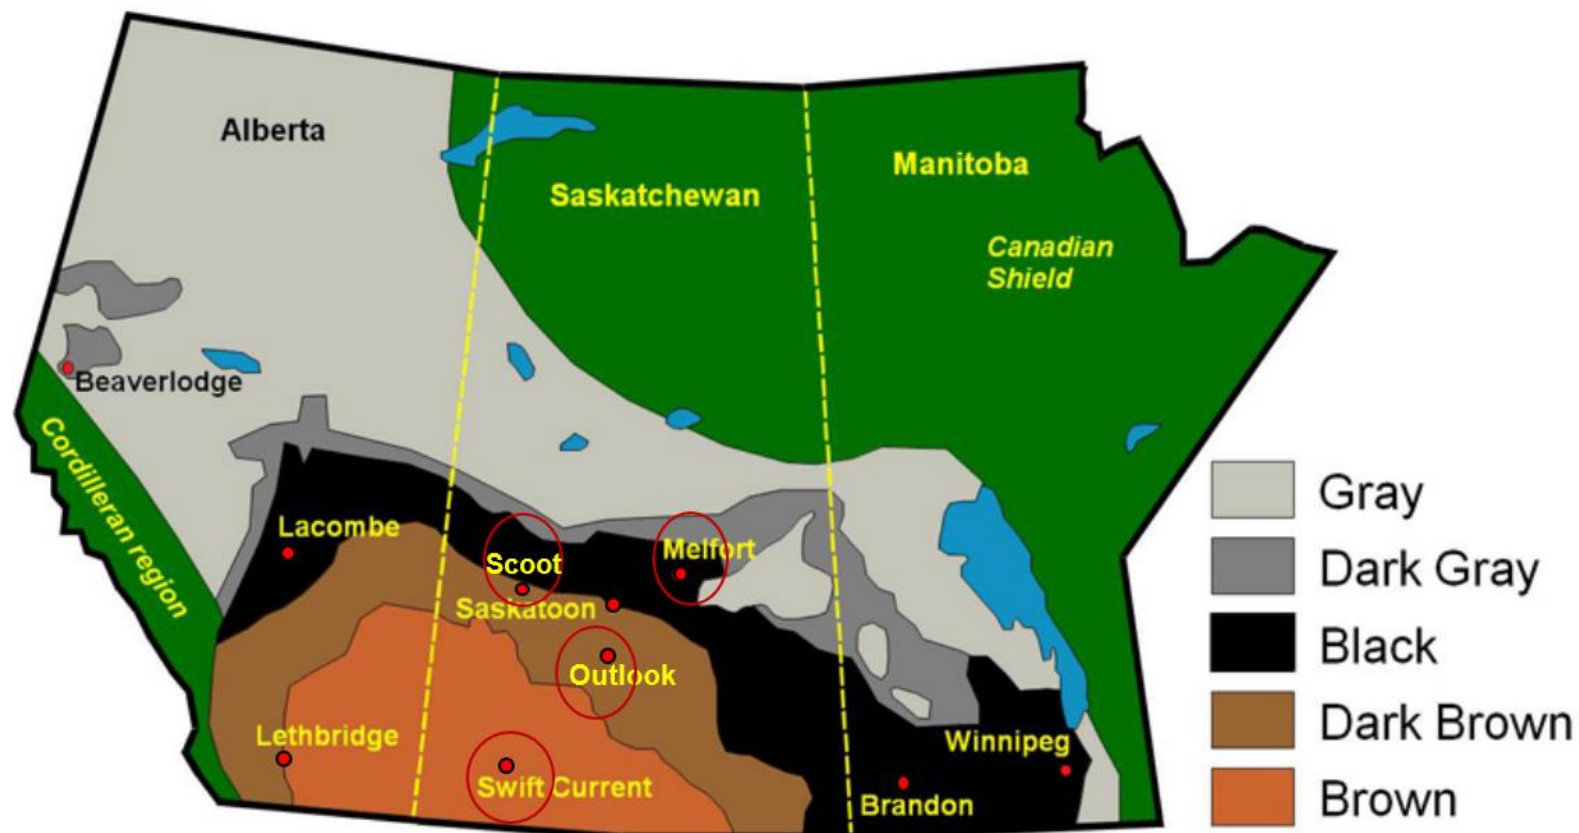 Alberta
Saskatchewan
Manitoba
Canadian
Shield
Beaverlodge
Cordilleran region
Lacombe
Scoot
Melfort
Saskatoon
Outlook
Lethbridge
Swift Current
Winnipeg
Brandon
Gray
Dark Gray
Black
Dark Brown
Brown